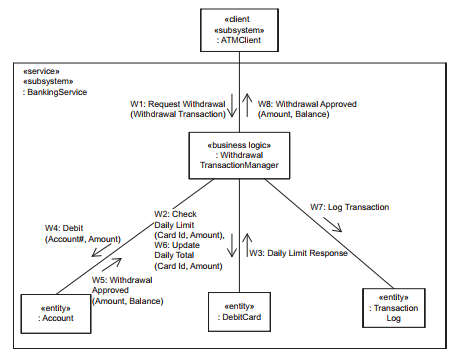 «client
«subsystem»
: ATMClient
«service»
«subsystem»
: BankingService
W1: Request Withdrawal
(Withdrawal Transaction)
W8: Withdrawal Approved
(Amount, Balance)
«business logic»
: Withdrawal
TransactionManager
W7: Log Transaction
W2: Check
Daily Limit
(Card Id, Amount),
W6: Update
Daily Total
(Card Id, Amount)
W4: Debit
(Account#, Amount)
W3: Daily Limit Response
W5: Withdrawal
Approved
(Amount, Balance)
«entity»
: Account
«entity»
: DebitCard
«entity»
: Transaction
Log